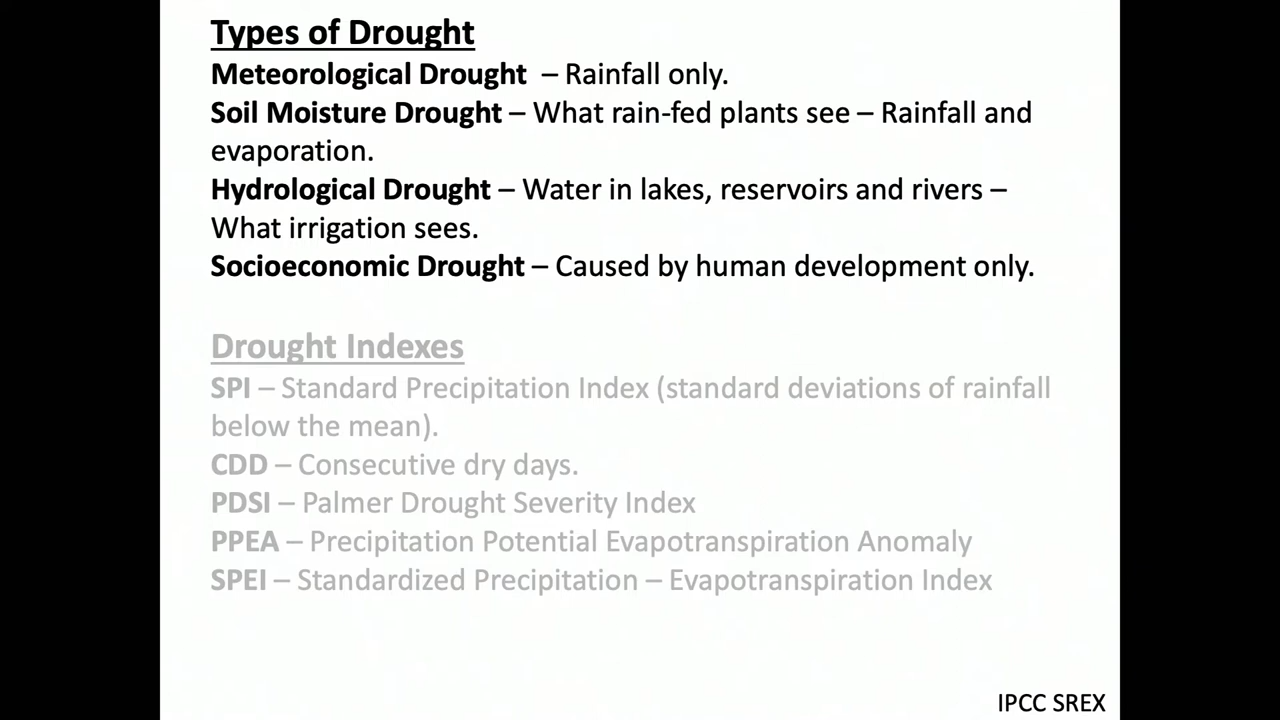 Types of Drought
Meteorological Drought – Rainfall only.
Soil Moisture Drought – What rain-fed plants see – Rainfall and
evaporation.
Hydrological Drought – Water in lakes, reservoirs and rivers –
What irrigation sees.
Socioeconomic Drought – Caused by human development only.
Drought Indexes
SPI – Standard Precipitation Index (standard deviations of rainfall
below the mean).
CDD – Consecutive dry days.
PDSI – Palmer Drought Severity Index
PPEA – Precipitation Potential Evapotranspiration Anomaly
SPEI – Standardized Precipitation – Evapotranspiration Index
IPCC SREX